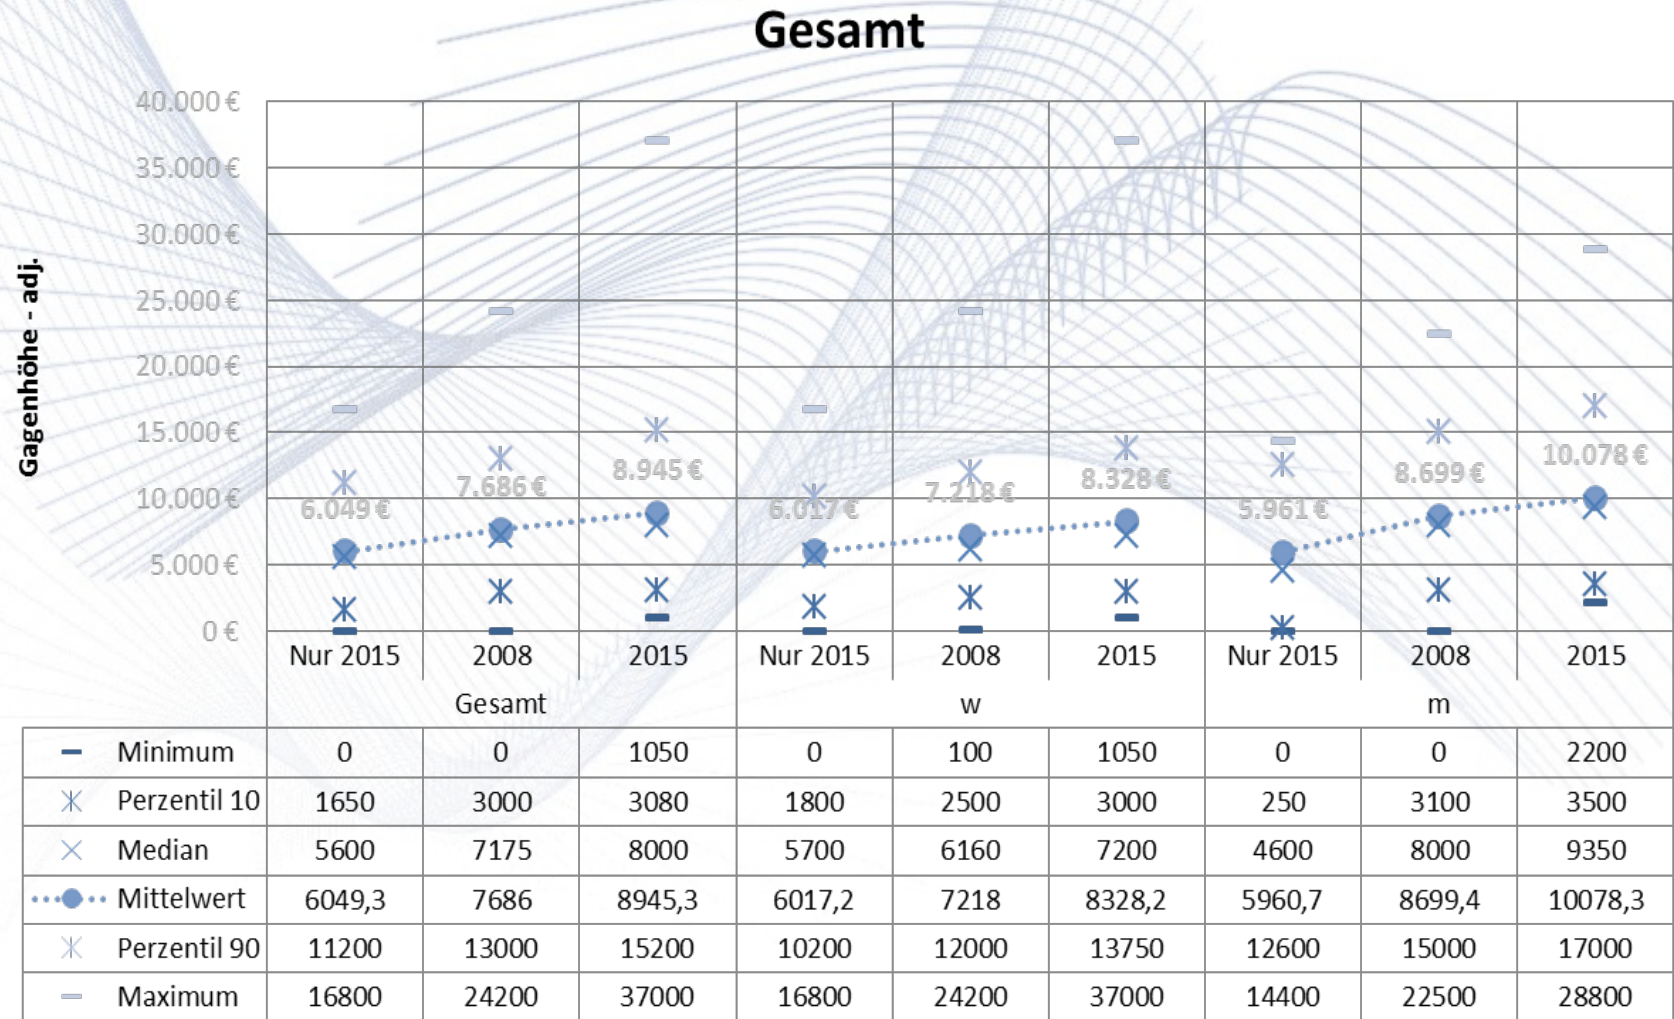 Gesamt
Gagenhöhe - adj.
40.000 €
35.000 €
30.000 €
25.000 €
20.000 €
15.000 €
10.000 €
5.000 €
0 €
6.049 €
7.686 €
8.945 €
6.017 €
7.218 €
8.328 €
5.961 €
8.699 €
10.078 €
Nur 2015 2008 2015 Nur 2015 2008 2015 Nur 2015 2008 2015
Gesamt w m
Minimum 0 0 1050 0 100 1050 0 0 2200
Perzentil 10 1650 3000 3080 1800 2500 3000 250 3100 3500
Median 5600 7175 8000 5700 6160 7200 4600 8000 9350
Mittelwert 6049,3 7686 8945,3 6017,2 7218 8328,2 5960,7 8699,4 10078,3
Perzentil 90 11200 13000 15200 10200 12000 13750 12600 15000 17000
Maximum 16800 24200 37000 16800 24200 37000 14400 22500 28800